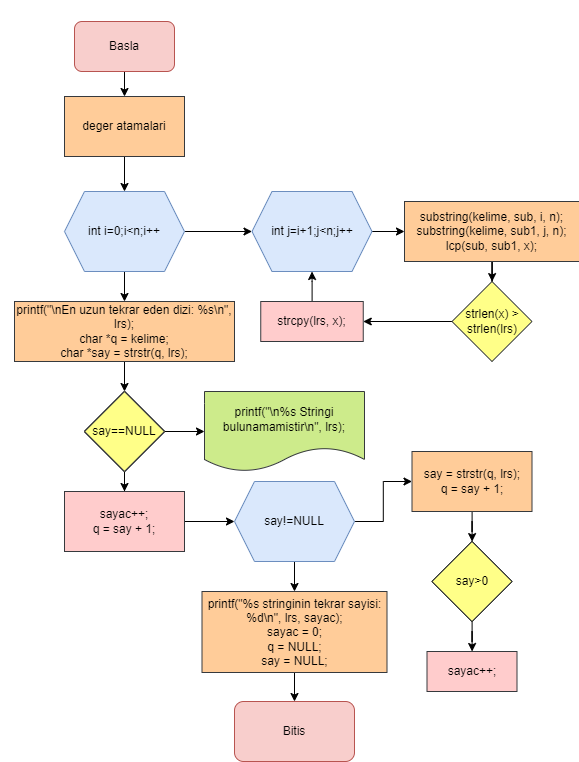 Basla
deger atamalari
int i=0;i<n;i++
int j=i+1;j<n;j++
substring(kelime, sub, i, n);
substring(kelime, sub1, j, n);
lcp(sub, sub1, x);
printf("\nEn uzun tekrar eden dizi: %s\n",
lrs);
char *q = kelime;
char *say = strstr(q, lrs);
strcpy(lrs, x);
strlen(x) >
strlen(lrs)
say==NULL
printf("\n%s Stringi
bulunamamistir\n", lrs);
say = strstr(q, lrs);
q = say + 1;
sayac++;
q = say + 1;
say!=NULL
say>0
printf("%s stringinin tekrar sayisi:
%d\n", lrs, sayac);
sayac = 0;
q = NULL;
say = NULL;
sayac++;
Bitis